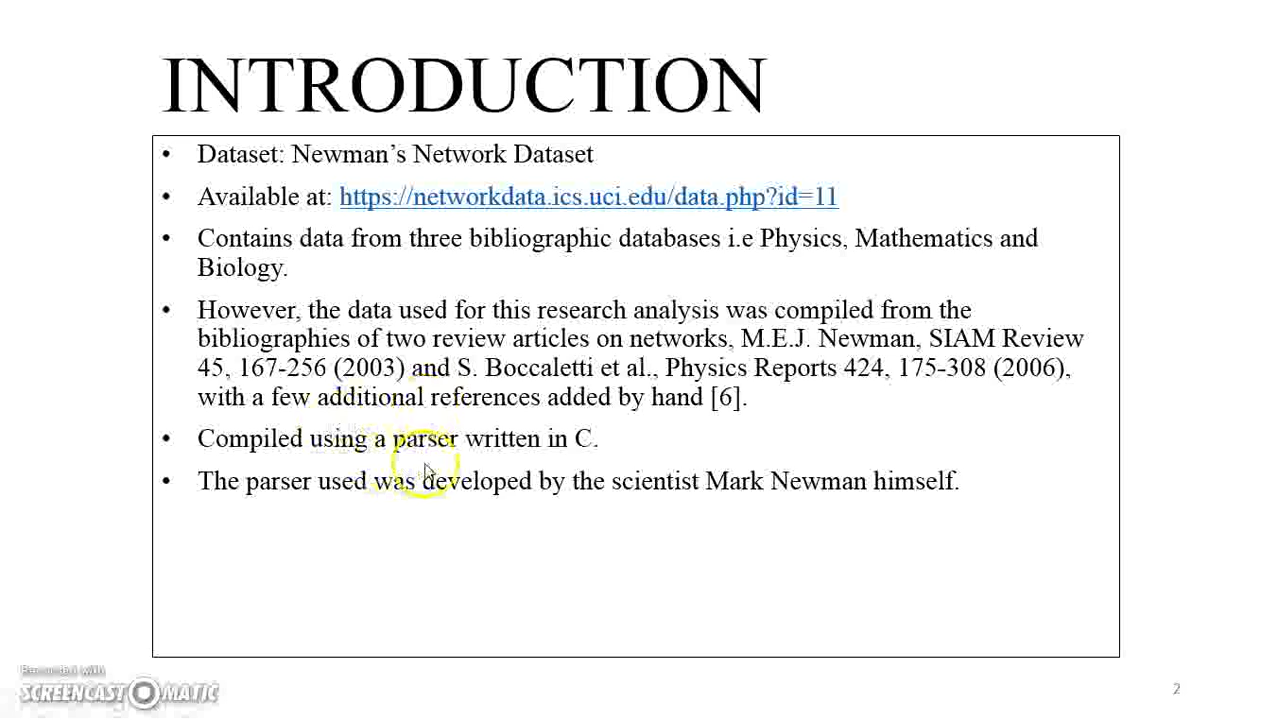 INTRODUCTION
• Dataset: Newman's Network Dataset
• Available at: https://networkdata.ics.uci.edu/data.php?id=11
• Contains data from three bibliographic databases i.e Physics, Mathematics and
Biology.
• However, the data used for this research analysis was compiled from the
bibliographies of two review articles on networks, M.E.J. Newman, SIAM Review
45, 167-256 (2003) and S. Boccaletti et al., Physics Reports 424, 175-308 (2006),
with a few additional references added by hand [6].
• Compiled using a parser written in C.
• The parser used was developed by the scientist Mark Newman himself.
Recorded with
SCREENCAST-O-MATIC
2